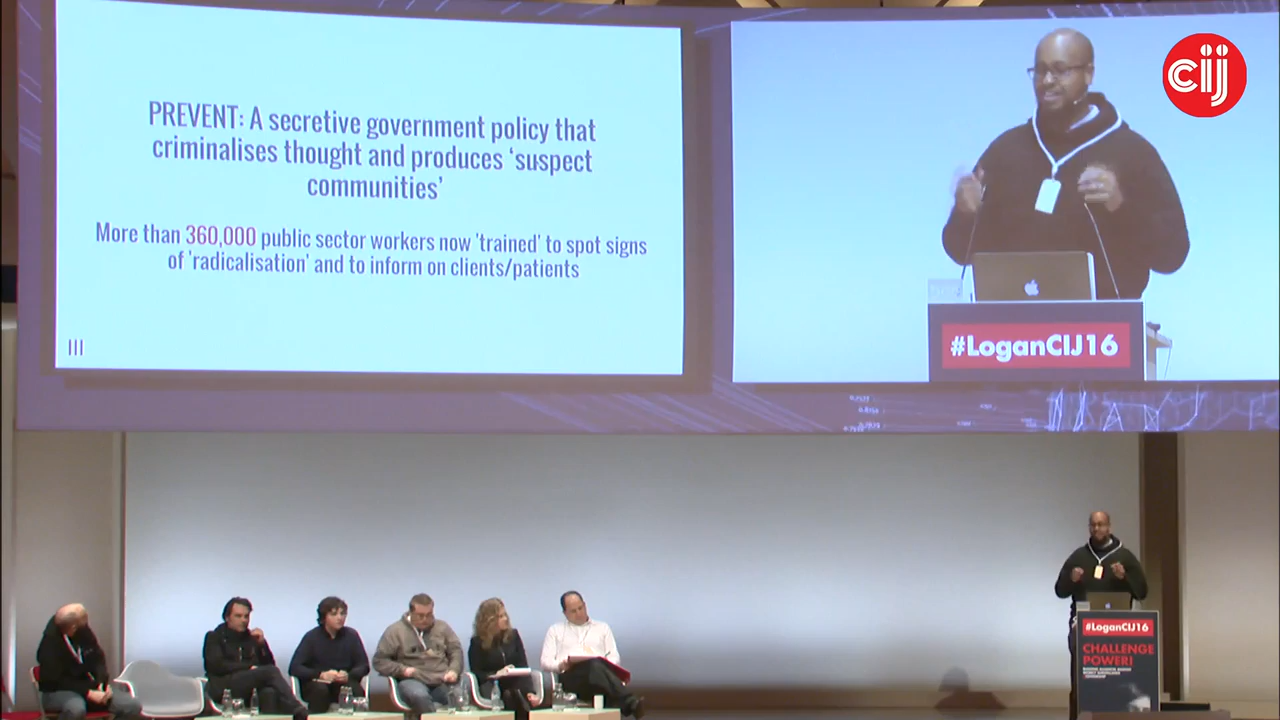 PREVENT: A secretive government policy that
criminalises thought and produces 'suspect
communities'
More than 360,000 public sector workers now 'trained' to spot signs
of 'radicalisation' and to inform on clients/patients
III
cij
#LoganCIJ16
#LoganCIJ16
CHALLENGE
POWER!